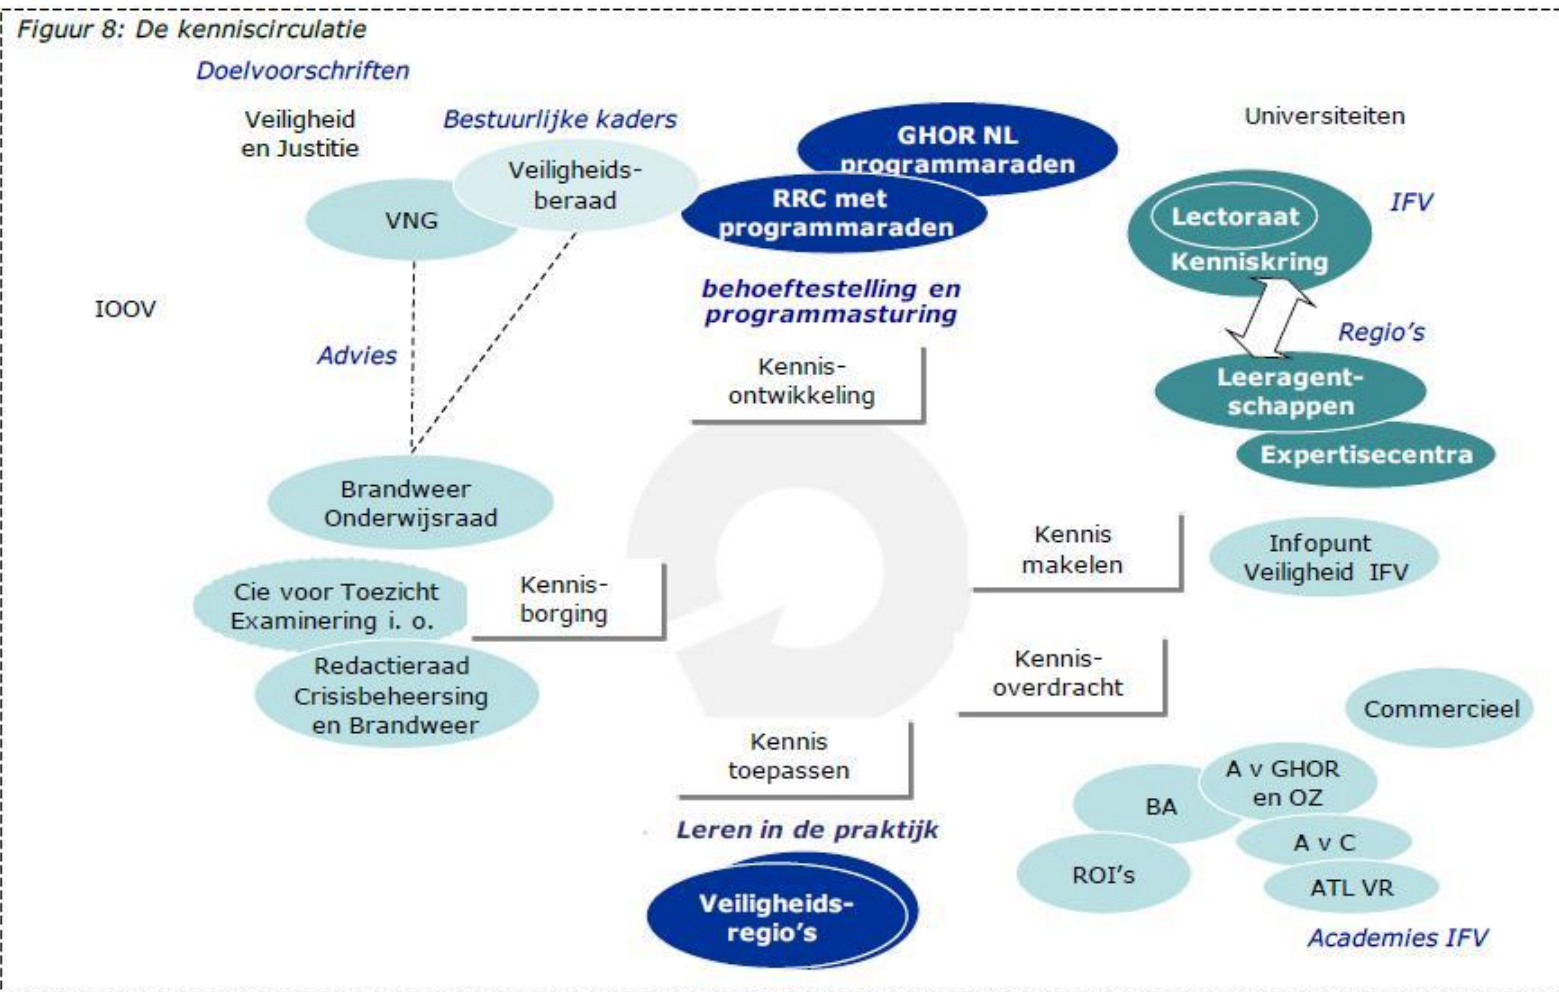 Figuur 8: De kenniscirculatie
Doelvoorschriften
Veiligheid
en Justitie
Bestuurlijke kaders
Veiligheids-
beraad
VNG
GHOR NL
programmaraden
RRC met
programmaraden
Universiteiten
IFV
Lectoraat
Kenniskring
behoeftestelling en
programmasturing
IOOV
Advies
Regio's
Kennis-
ontwikkeling
Leeragent-
schappen
Expertisecentra
Brandweer
Onderwijsraad
Kennis
makelen
Infopunt
Veiligheid IFV
Cie voor Toezicht
Examinering i. o.
Kennis-
borging
Redactieraad
Crisisbeheersing
en Brandweer
Kennis-
overdracht
Commercieel
Kennis
toepassen
A v GHOR
en OZ
BA
A v C
ROI's
ATL VR
Leren in de praktijk
Veiligheids-
regio's
Academies IFV